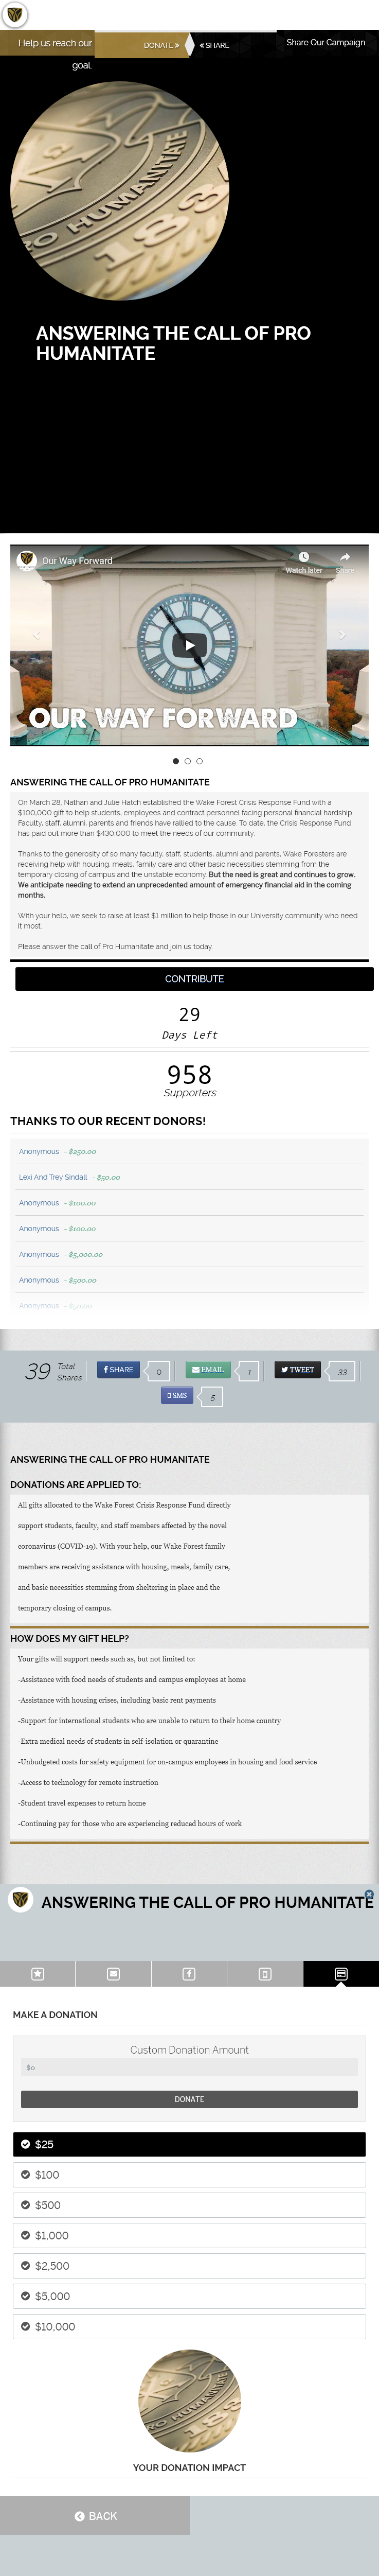 Help us reach our
goal.
DONATE
SHARE
Share Our Campaign.
PRO HUMANITATE
183
ANSWERING THE CALL OF PRO
HUMANITATE
Our Way Forward
Watch later
Share
OUR WAY FORWARD
ANSWERING THE CALL OF PRO HUMANITATE
On March 28, Nathan and Julie Hatch established the Wake Forest Crisis Response Fund with a
$100,000 gift to help students, employees and contract personnel facing personal financial hardship.
Faculty, staff, alumni, parents and friends have rallied to the cause. To date, the Crisis Response Fund
has paid out more than $430,000 to meet the needs of our community.
Thanks to the generosity of so many faculty, staff, students, alumni and parents, Wake Foresters are
receiving help with housing, meals, family care and other basic necessities stemming from the
temporary closing of campus and the unstable economy. But the need is great and continues to grow.
We anticipate needing to extend an unprecedented amount of emergency financial aid in the coming
months.
With your help, we seek to raise at least $1 million to help those in our University community who need
it most.
Please answer the call of Pro Humanitate and join us today.
CONTRIBUTE
29
Days Left
958
Supporters
THANKS TO OUR RECENT DONORS!
Anonymous - $250.00
Lexi And Trey Sindall - $50.00
Anonymous - $100.00
Anonymous - $100.00
Anonymous - $5,000.00
Anonymous - $500.00
Anonymous - $50.00
39 Total
Shares
SHARE 0
EMAIL 1
TWEET 33
SMS 5
ANSWERING THE CALL OF PRO HUMANITATE
DONATIONS ARE APPLIED TO:
All gifts allocated to the Wake Forest Crisis Response Fund directly
support students, faculty, and staff members affected by the novel
coronavirus (COVID-19). With your help, our Wake Forest family
members are receiving assistance with housing, meals, family care,
and basic necessities stemming from sheltering in place and the
temporary closing of campus.
HOW DOES MY GIFT HELP?
Your gifts will support needs such as, but not limited to:
-Assistance with food needs of students and campus employees at home
-Assistance with housing crises, including basic rent payments
-Support for international students who are unable to return to their home country
-Extra medical needs of students in self-isolation or quarantine
-Unbudgeted costs for safety equipment for on-campus employees in housing and food service
-Access to technology for remote instruction
-Student travel expenses to return home
-Continuing pay for those who are experiencing reduced hours of work
ANSWERING THE CALL OF PRO HUMANITATE
MAKE A DONATION
Custom Donation Amount
$0
DONATE
$25
$100
$500
$1,000
$2,500
$5,000
$10,000
YOUR DONATION IMPACT
BACK